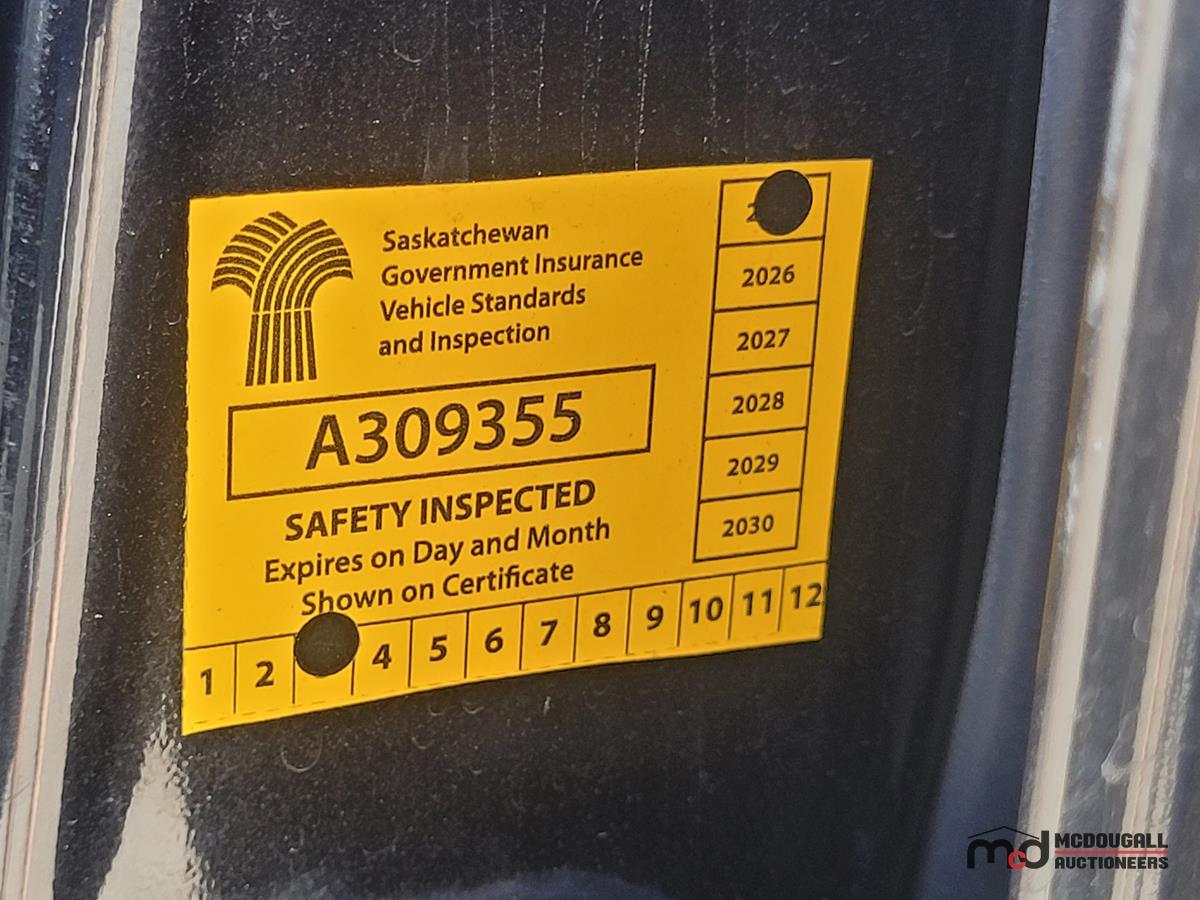 Saskatchewan
Government Insurance
Vehicle Standards
and Inspection
A309355
SAFETY INSPECTED
Expires on Day and Month
Shown on Certificate
2026
2027
2028
2029
2030
1 2 4 5 6 7 8 9 10 11 12
mcd MCDOUGALL
AUCTIONEERS